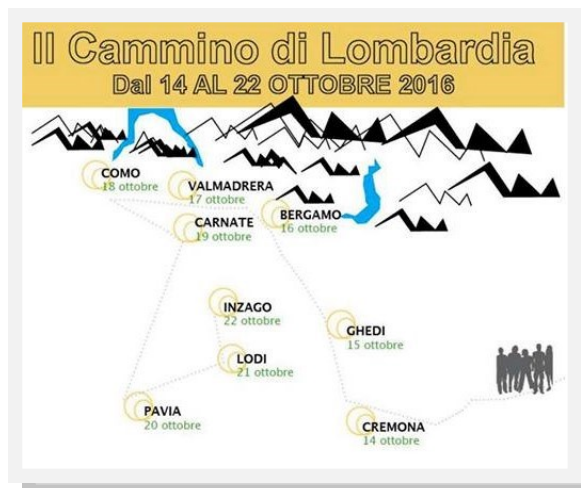 Il Cammino di Lombardia
Dal 14 AL 22 OTTOBRE 2016
COMO
18 ottobre
VALMADRERA
17 ottobre
BERGAMO
16 ottobre
CARNATE
19 ottobre
INZAGO
22 ottobre
GHEDI
15 ottobre
LODI
21 ottobre
PAVIA
20 ottobre
CREMONA
14 ottobre